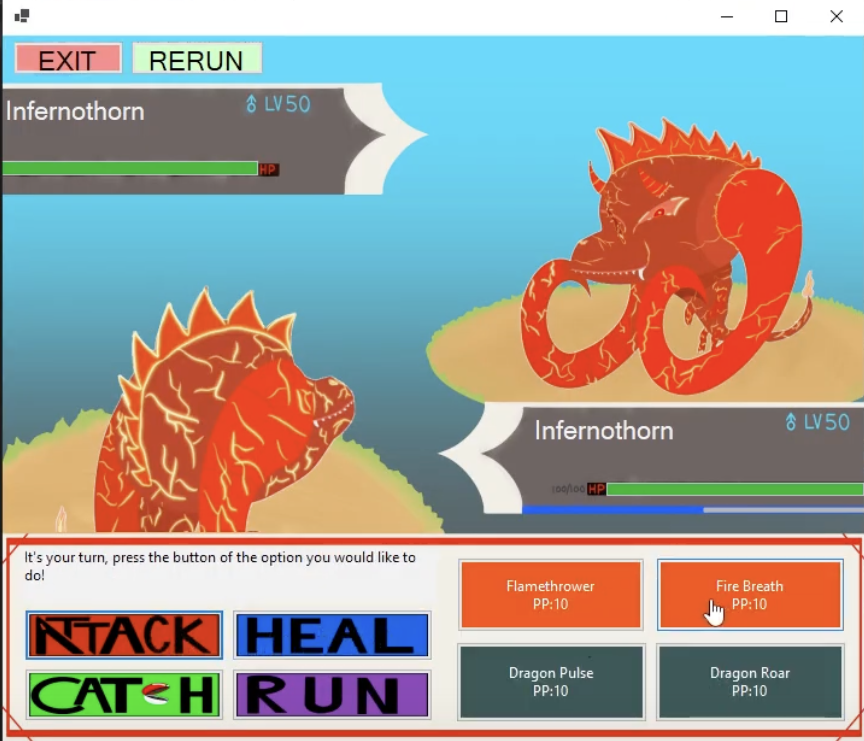 EXIT
RERUN
Infernothorn
LV50
HP
Infernothorn
LV50
100/100 HP
It's your turn, press the button of the option you would like to
do!
ATTACK
HEAL
CATCH
RUN
Flamethrower
PP:10
Fire Breath
PP:10
Dragon Pulse
PP:10
Dragon Roar
PP:10